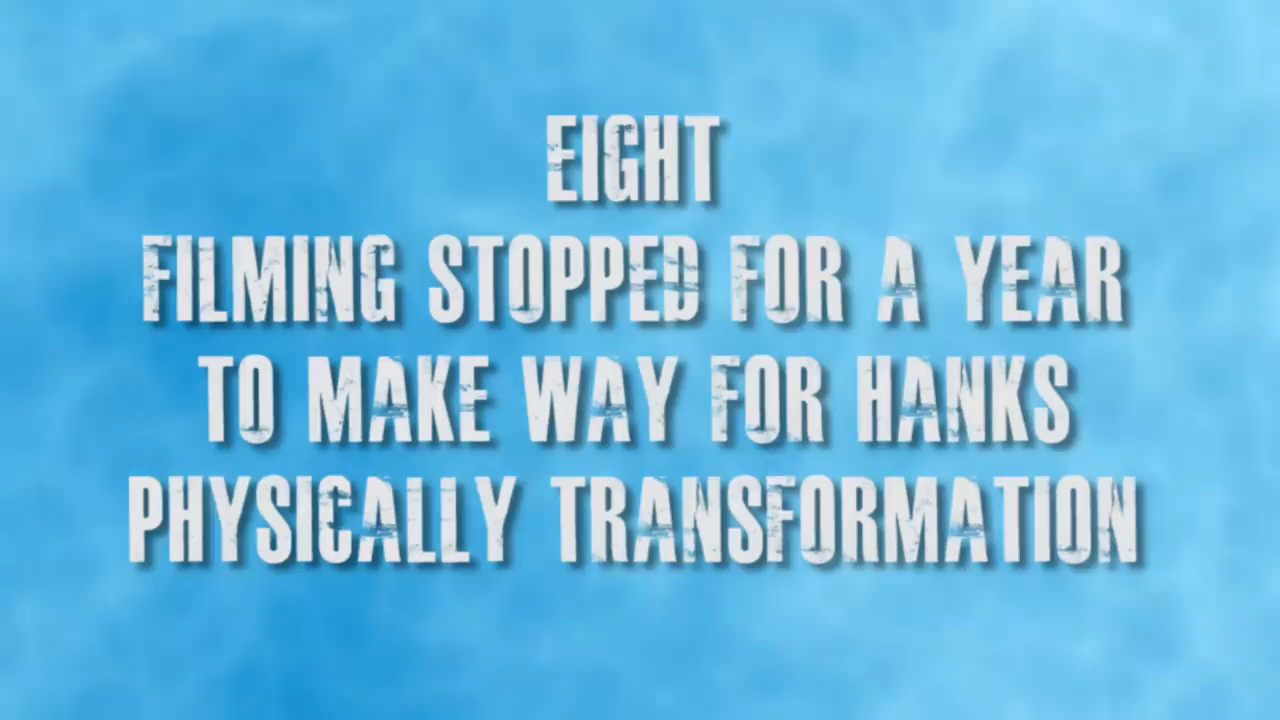 EIGHT
FILMING STOPPED FOR A YEAR
TO MAKE WAY FOR HANKS
PHYSICALLY TRANSFORMATION